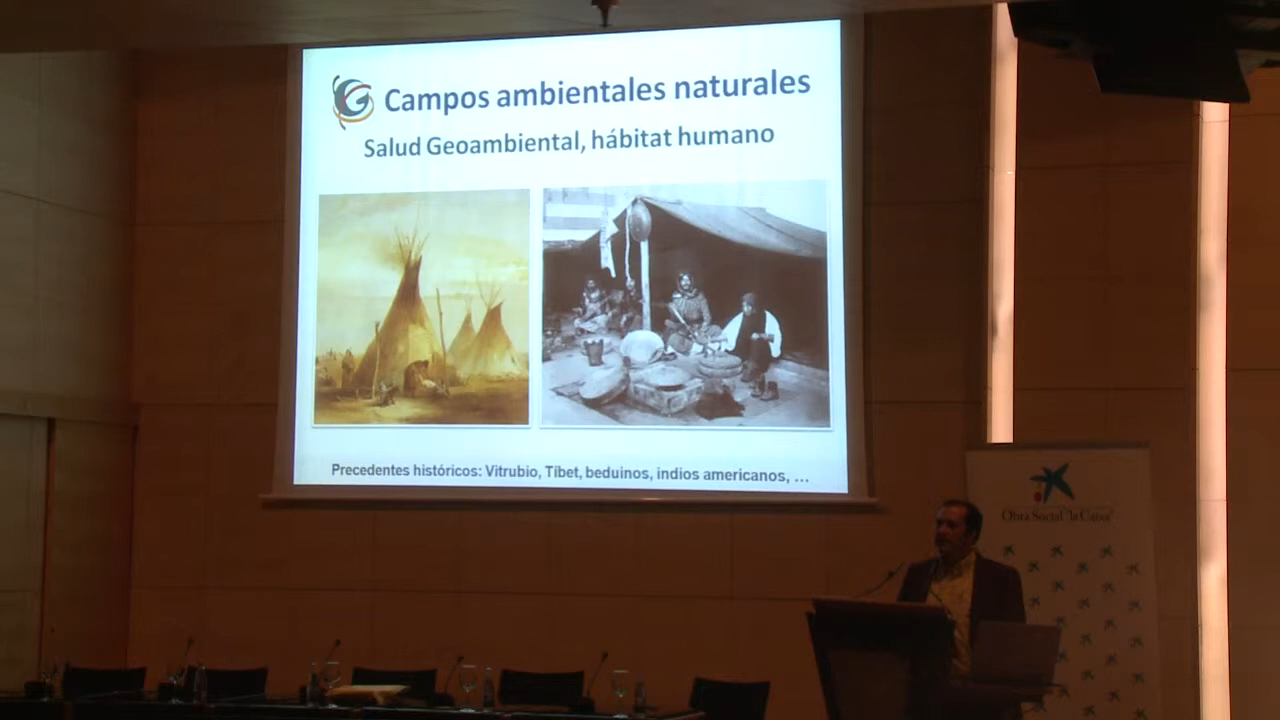 Campos ambientales naturales
Salud Geoambiental, hábitat humano
Precedentes históricos: Vitrubio, Tíbet, beduinos, indios americanos, ...
Obra Social "la Caixa"